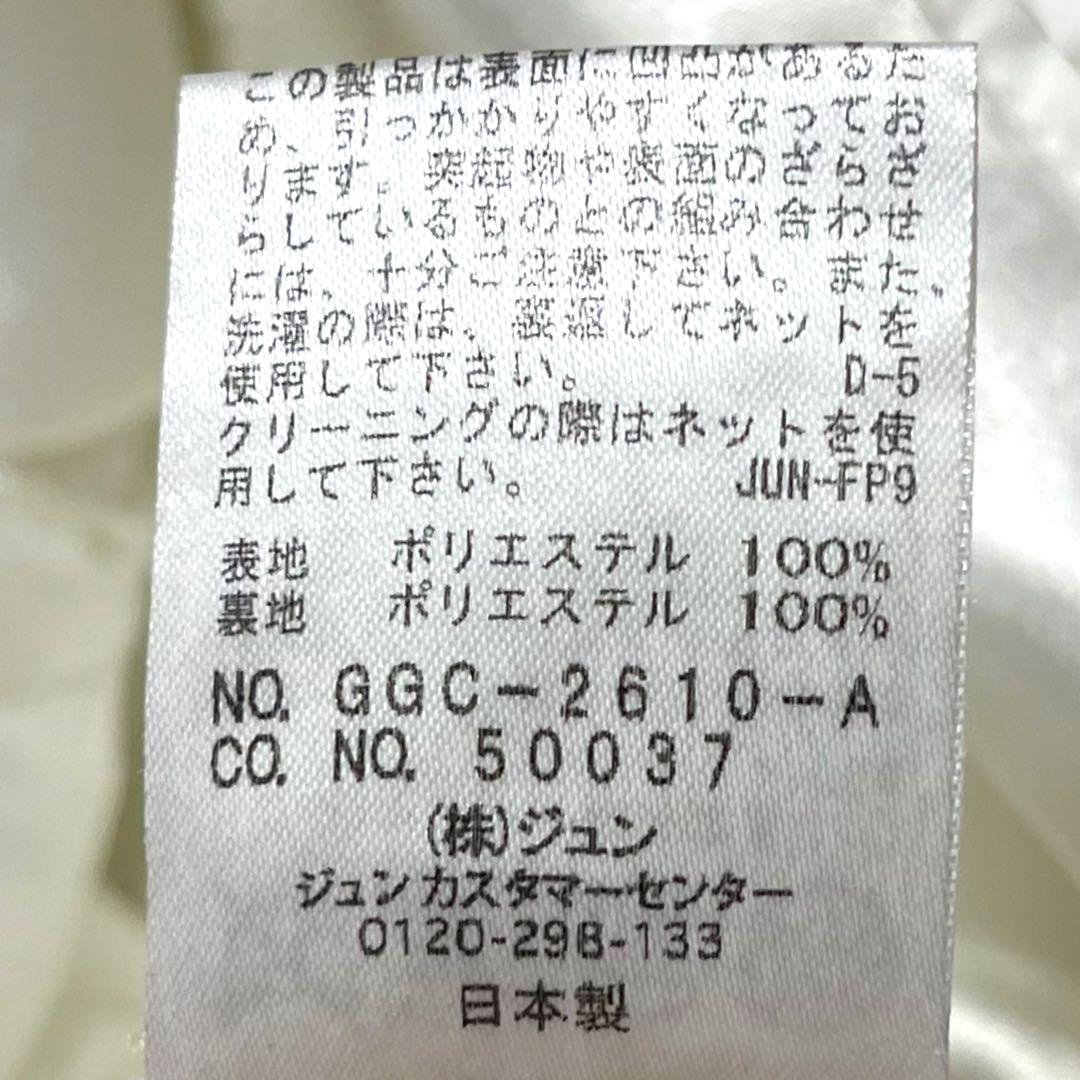 この製品は表面に凹凸があるた
め、引っかかりやすくなってお
ります。突起物や表面のざらざ
らしているものとの組み合わせ
には、十分ご注意下さい。また、
洗濯の際は、裏返してネットを
使用して下さい。 D-5
クリーニングの際はネットを使
用して下さい。 JUN-FP9
表地 ポリエステル 100%
裏地 ポリエステル 100%
NO. GGC-2610-A
CO. NO. 50037
(株)ジュン
ジュンカスタマーセンター
0120-298-133
日本製